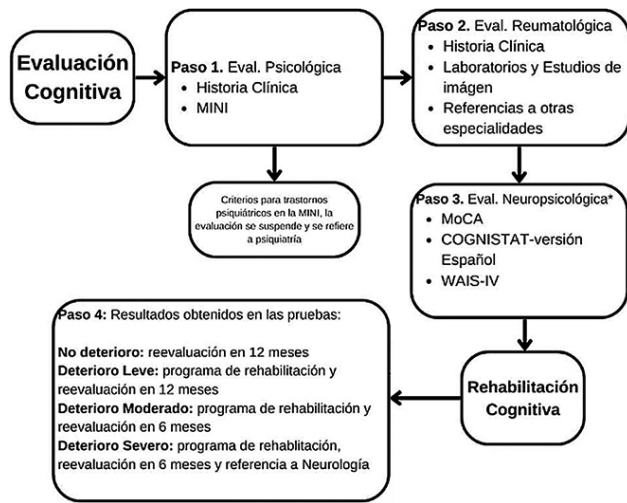 Evaluación
Cognitiva
Paso 1. Eval. Psicológica
• Historia Clínica
• MINI
Paso 2. Eval. Reumatológica
• Historia Clínica
• Laboratorios y Estudios de
imágen
• Referencias a otras
especialidades
Criterios para trastornos
psiquiátricos en la MINI, la
evaluación se suspende y se refiere
a psiquiatría
Paso 3. Eval. Neuropsicológica*
• MoCA
• COGNISTAT-versión
Español
• WAIS-IV
Rehabilitación
Cognitiva
Paso 4: Resultados obtenidos en las pruebas:
No deterioro: reevaluación en 12 meses
Deterioro Leve: programa de rehabilitación y
reevaluación en 12 meses
Deterioro Moderado: programa de rehabilitación y
reevaluación en 6 meses
Deterioro Severo: programa de rehablitación,
reevaluación en 6 meses y referencia a Neurología